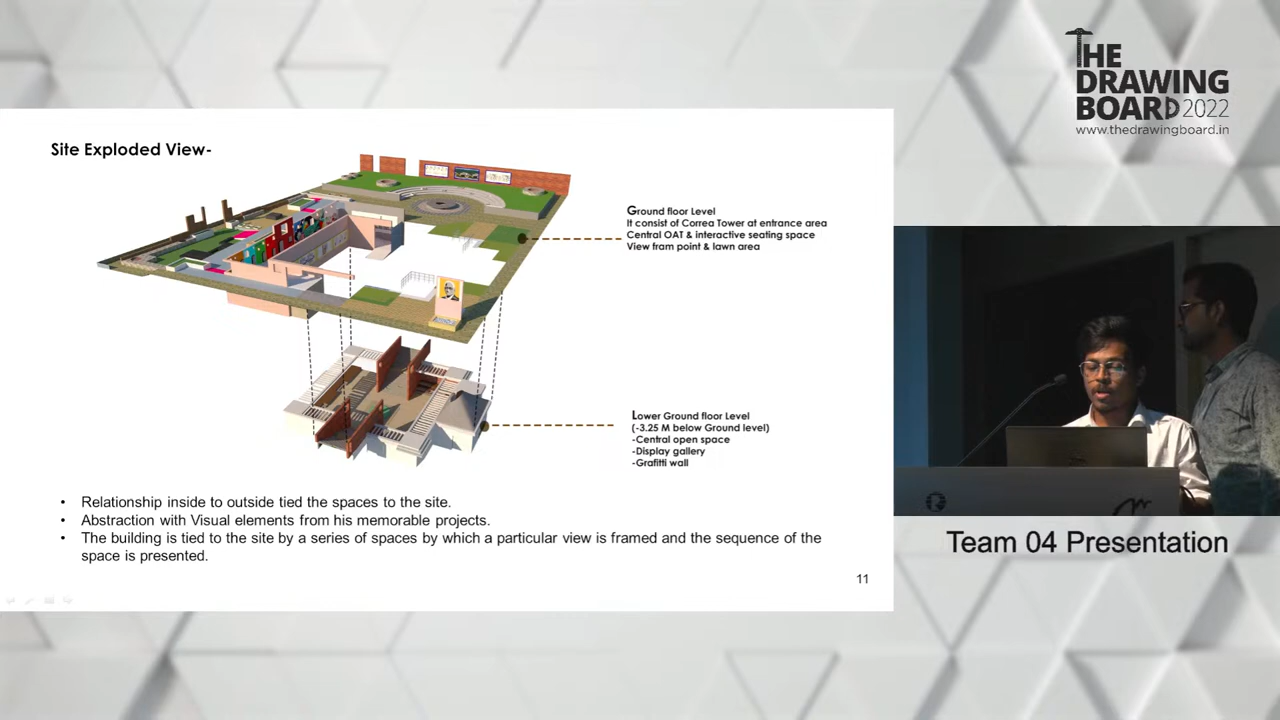 THE
DRAWING
BOARD 2022
www.thedrawingboard.in
Site Exploded View-
Ground floor Level
It consist of Correa Tower at entrance area
Central OAT & interactive seating space
View fram point & lawn area
Lower Ground floor Level
(-3.25 M below Ground level)
-Central open space
-Display gallery
-Grafitti wall
• Relationship inside to outside tied the spaces to the site.
• Abstraction with Visual elements from his memorable projects.
• The building is tied to the site by a series of spaces by which a particular view is framed and the sequence of the
space is presented.
11
Team 04 Presentation